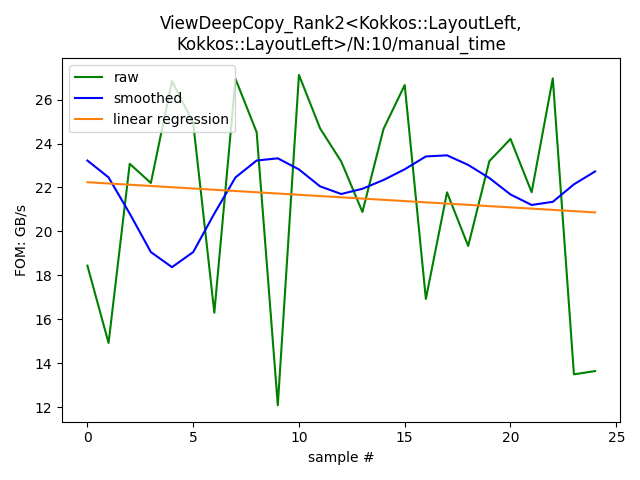 ViewDeepCopy_Rank2<Kokkos::LayoutLeft,
Kokkos::LayoutLeft>/N:10/manual_time
raw
smoothed
linear regression
FOM: GB/s
26
24
22
20
18
16
14
12
0
5
10
15
20
25
sample #